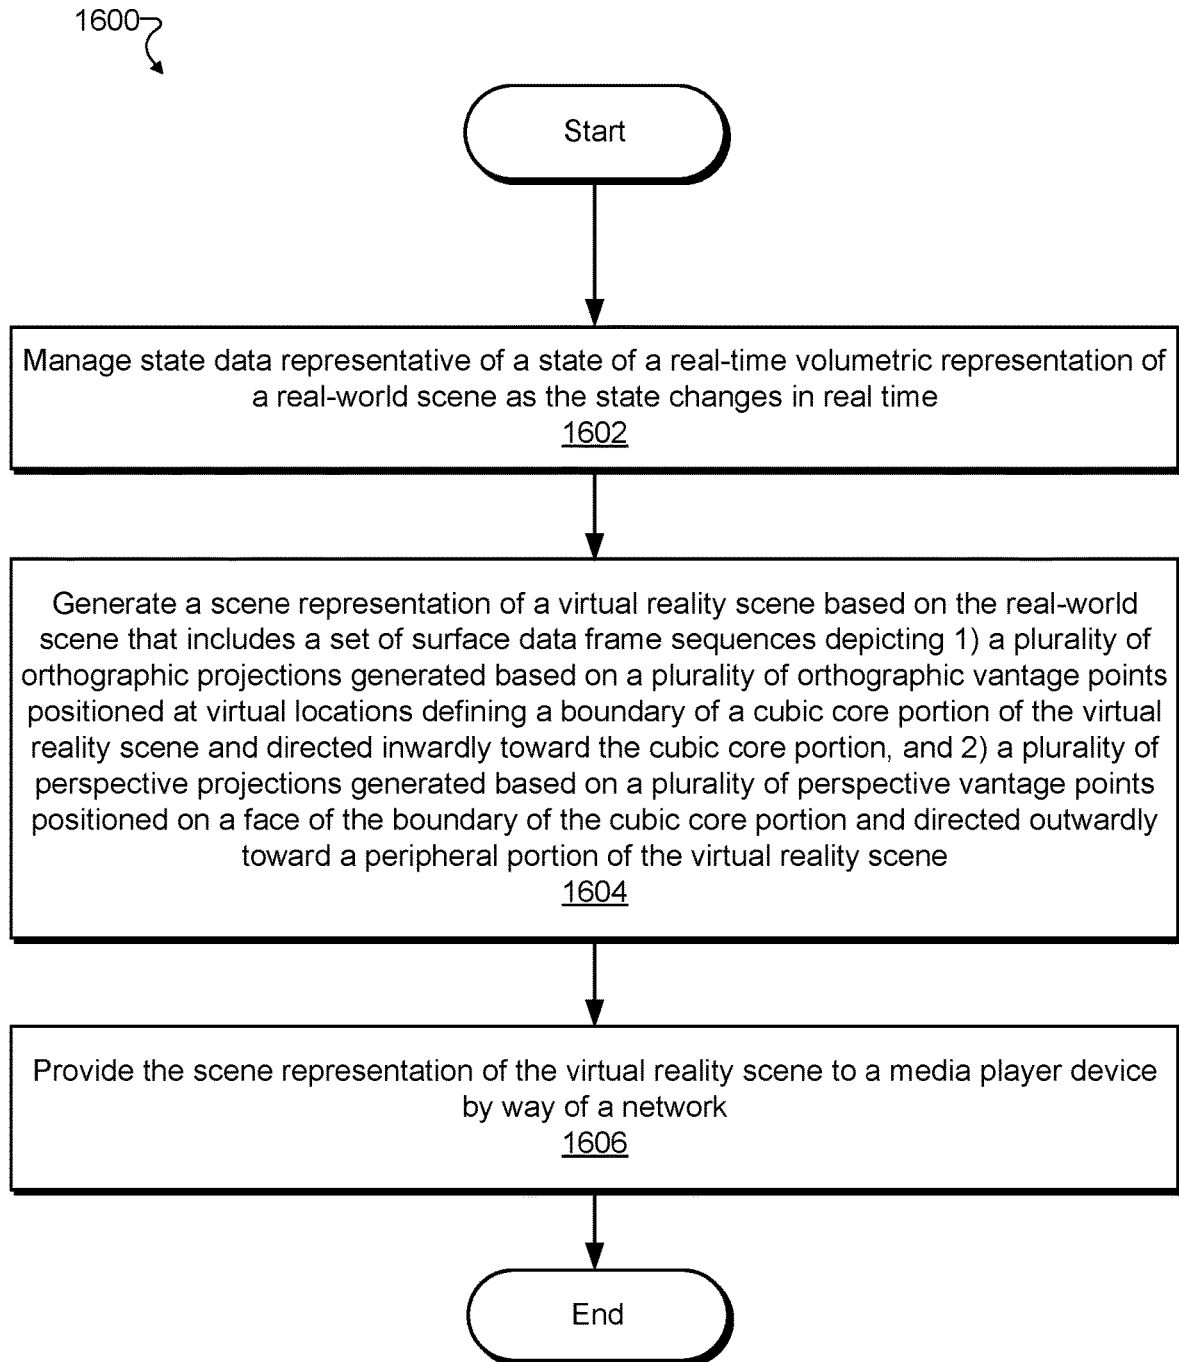 1600
Start
Manage state data representative of a state of a real-time volumetric representation of
a real-world scene as the state changes in real time
1602
Generate a scene representation of a virtual reality scene based on the real-world
scene that includes a set of surface data frame sequences depicting 1) a plurality of
orthographic projections generated based on a plurality of orthographic vantage points
positioned at virtual locations defining a boundary of a cubic core portion of the virtual
reality scene and directed inwardly toward the cubic core portion, and 2) a plurality of
perspective projections generated based on a plurality of perspective vantage points
positioned on a face of the boundary of the cubic core portion and directed outwardly
toward a peripheral portion of the virtual reality scene
1604
Provide the scene representation of the virtual reality scene to a media player device
by way of a network
1606
End